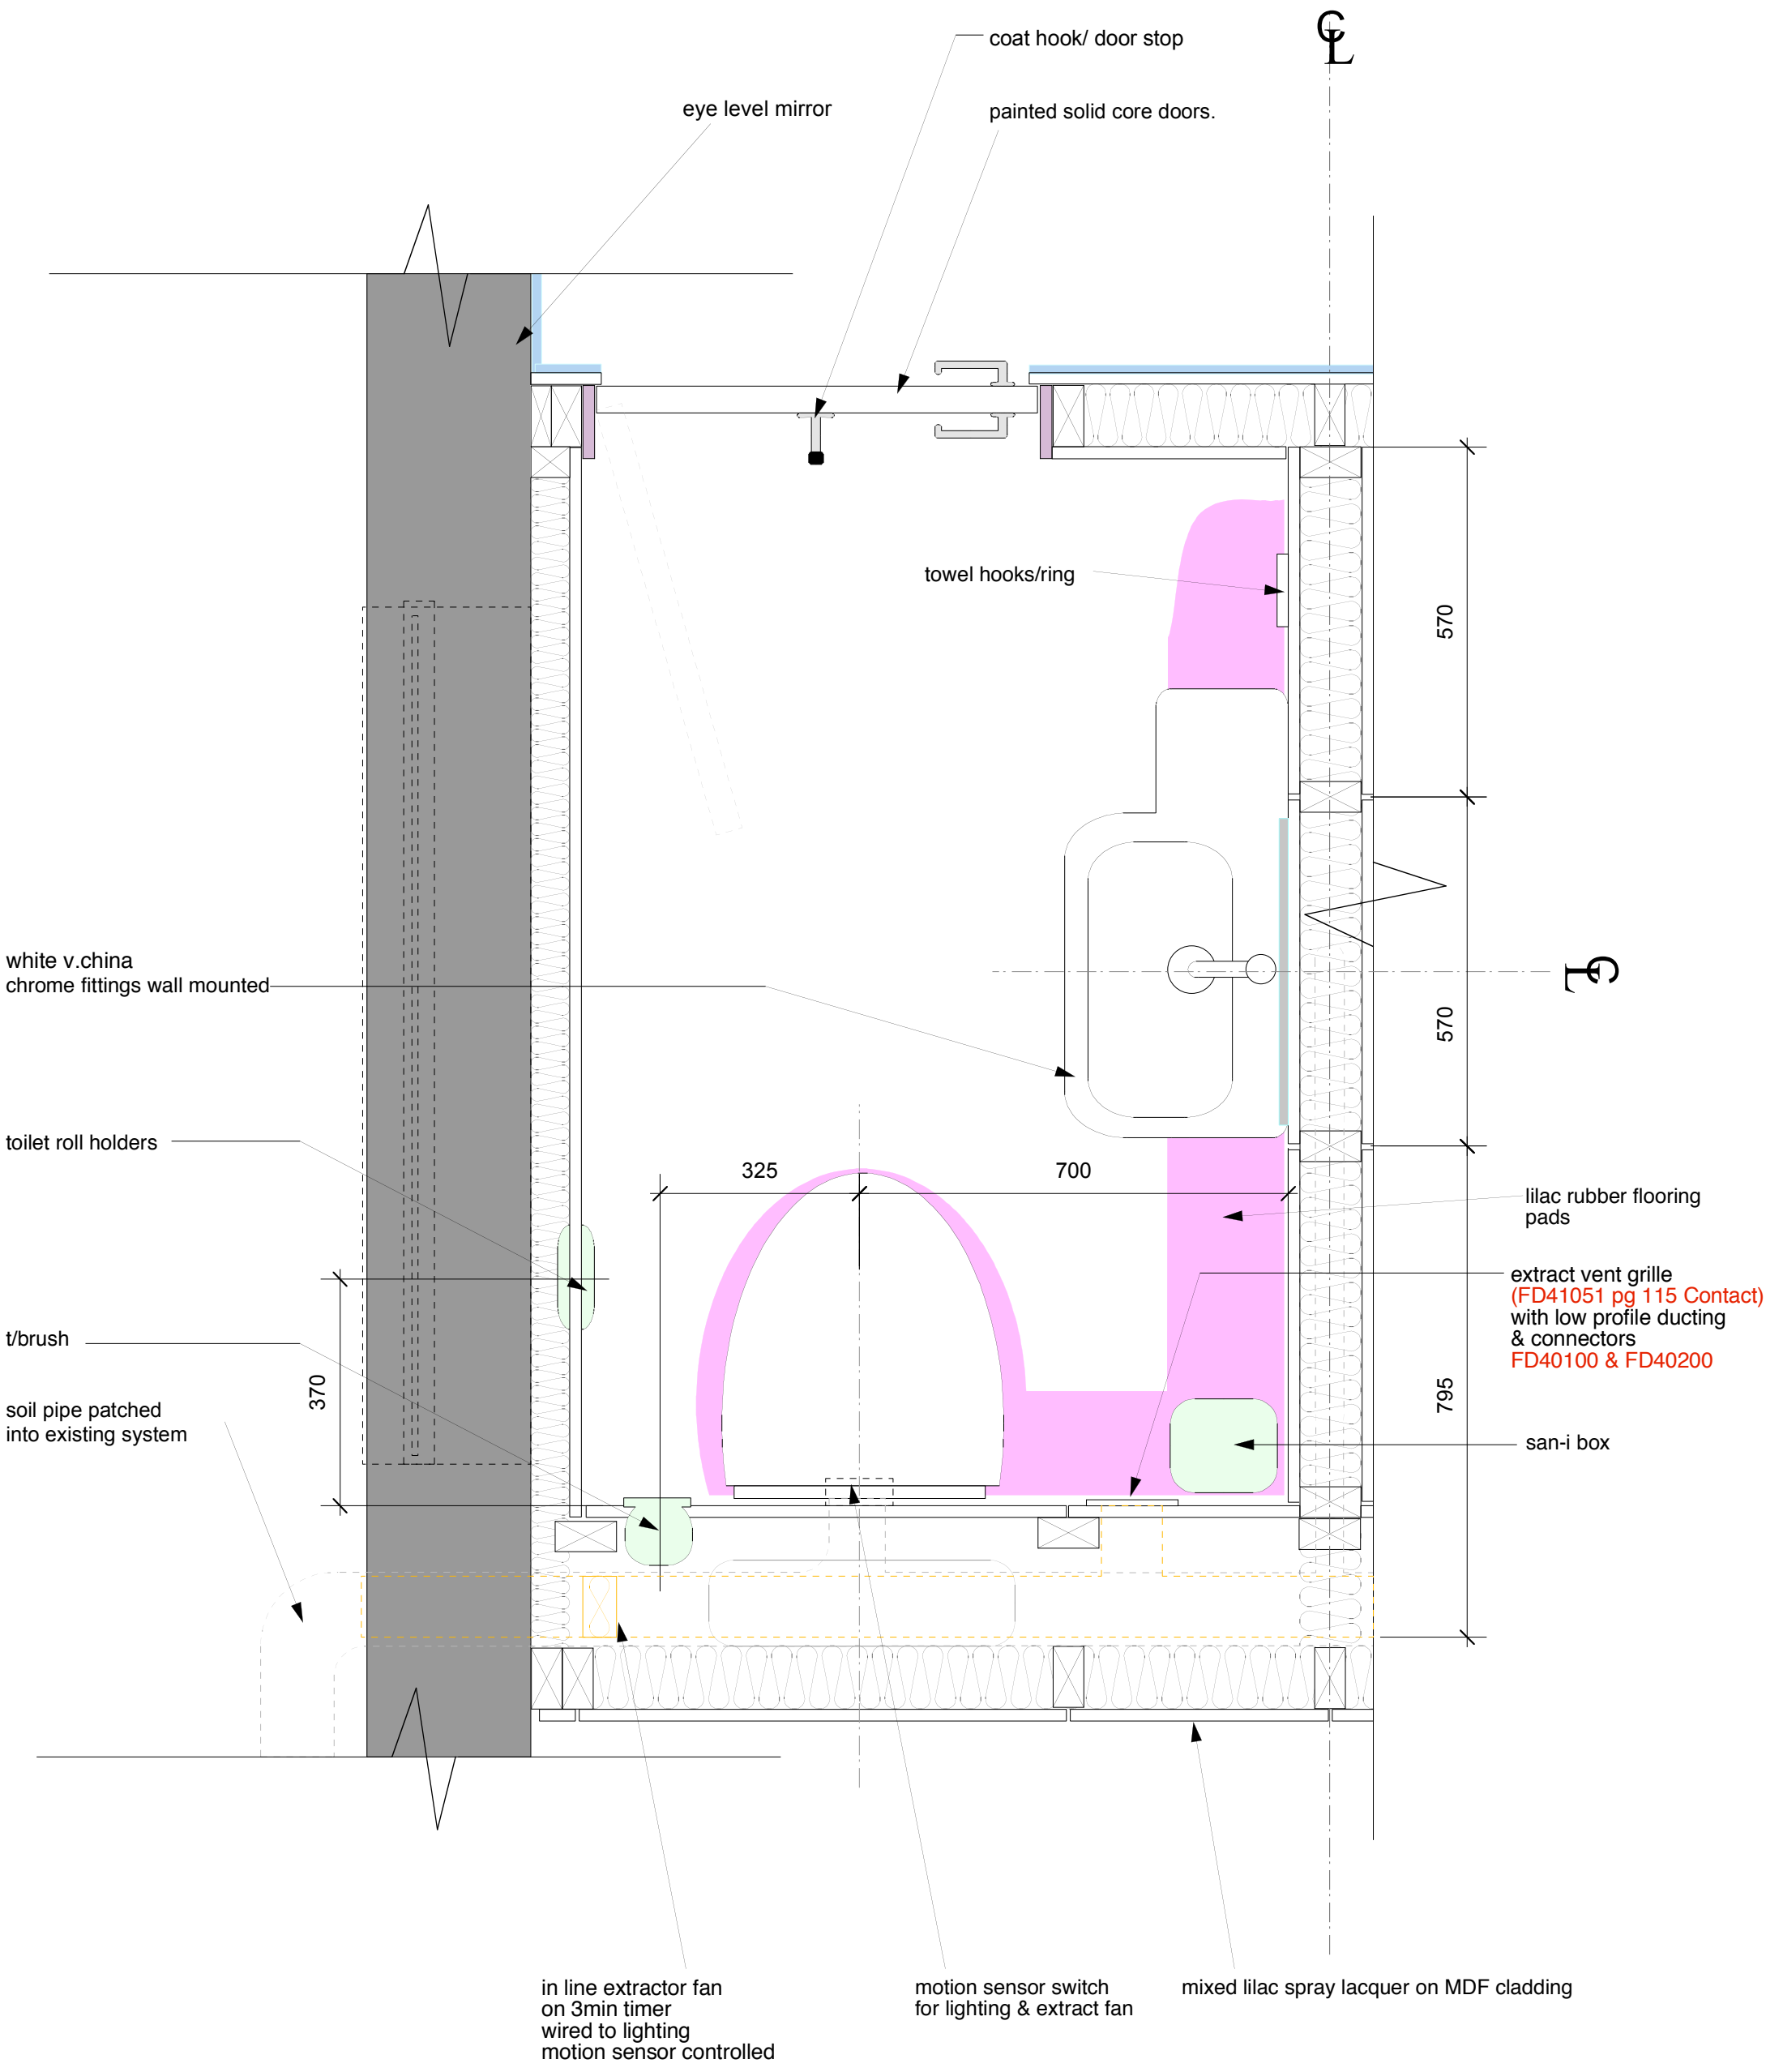 CL
coat hook/ door stop
eye level mirror
painted solid core doors.
towel hooks/ring
570
white v.china
chrome fittings wall mounted
CL
570
toilet roll holders
325
700
lilac rubber flooring
pads
extract vent grille
(FD41051 pg 115 Contact)
with low profile ducting
& connectors
FD40100 & FD40200
t/brush
370
795
soil pipe patched
into existing system
san-i box
in line extractor fan
on 3min timer
wired to lighting
motion sensor controlled
motion sensor switch
for lighting & extract fan
mixed lilac spray lacquer on MDF cladding